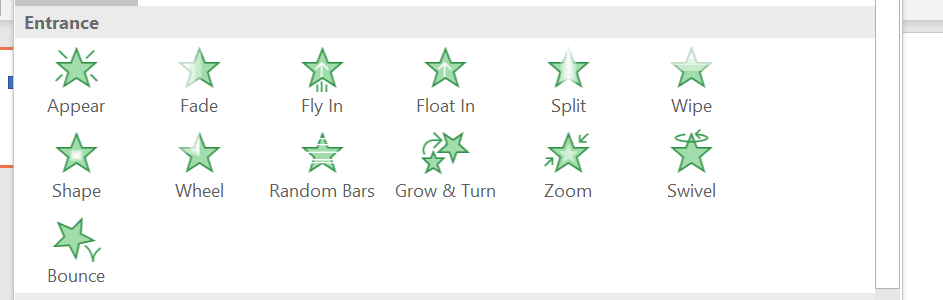 Entrance
Appear Fade Fly In Float In Split Wipe
Shape Wheel Random Bars Grow & Turn Zoom Swivel
Bounce